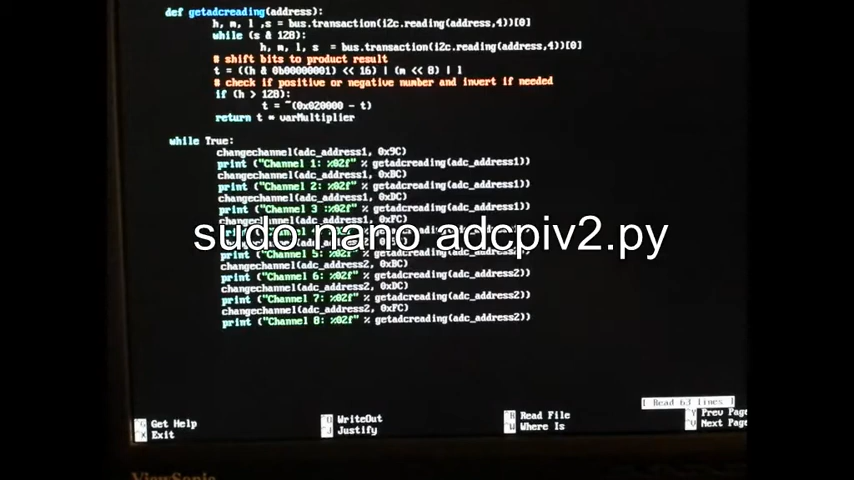 def getadcreading(address):
h, m, l ,s = bus.transaction(i2c.reading(address,4))[0]
while (s & 128):
h, m, l, s = bus.transaction(i2c.reading(address,4))[0]
# shift bits to product result
t = ((h & 0b00000001) << 16) | (m << 8) | l
# check if positive or negative number and invert if needed
if (h > 128):
t = ~(0x020000 - t)
return t * varMultiplier
while True:
changechannel(adc_address1, 0x9C)
print ("Channel 1: %02f" % getadcreading(adc_address1))
changechannel(adc_address1, 0xBC)
print ("Channel 2: %02f" % getadcreading(adc_address1))
changechannel(adc_address1, 0xDC)
print ("Channel 3 :%02f" % getadcreading(adc_address1))
changechannel(adc_address1, 0xFC)
sudo nano adcpiv2.py
print ("Channel 5: %02f" % getadcreading(adc_address2))
changechannel(adc_address2, 0xBC)
print ("Channel 6: %02f" % getadcreading(adc_address2))
changechannel(adc_address2, 0xDC)
print ("Channel 7: %02f" % getadcreading(adc_address2))
changechannel(adc_address2, 0xFC)
print ("Channel 8: %02f" % getadcreading(adc_address2))
[ Read 63 lines ]
^G Get Help ^O WriteOut ^R Read File ^Y Prev Page
^X Exit ^J Justify ^W Where Is ^V Next Page
ViewSonic